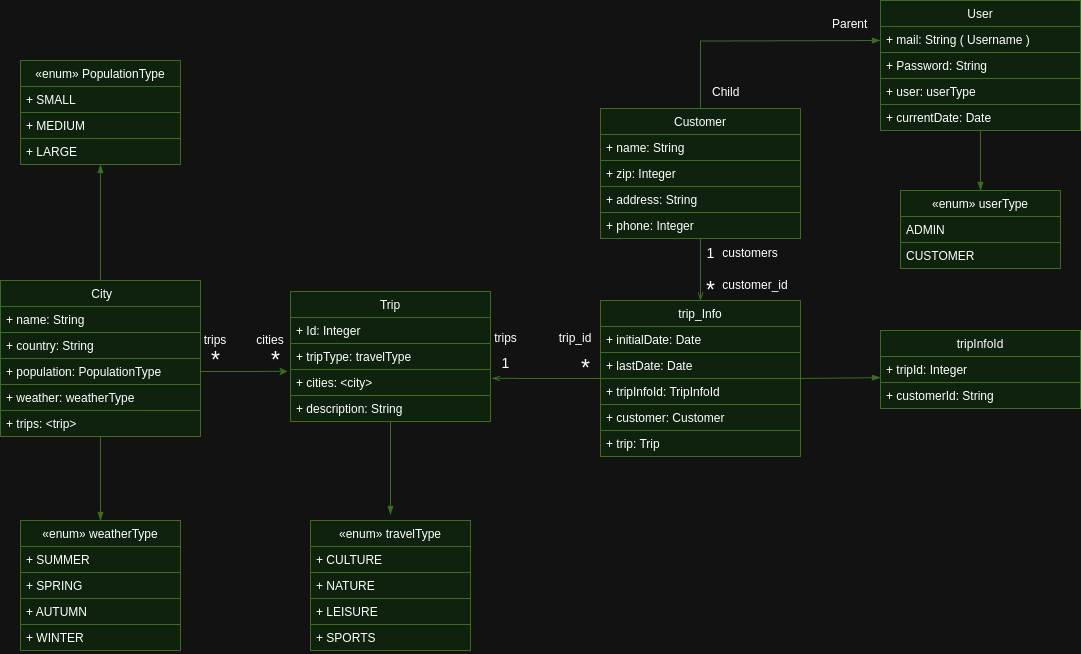 User
+ mail: String ( Username )
+ Password: String
+ user: userType
+ currentDate: Date
Parent
Child
«enum» PopulationType
+ SMALL
+ MEDIUM
+ LARGE
Customer
+ name: String
+ zip: Integer
+ address: String
+ phone: Integer
«enum» userType
ADMIN
CUSTOMER
1 customers
* customer_id
City
+ name: String
+ country: String
+ population: PopulationType
+ weather: weatherType
+ trips: <trip>
trips
*
cities
*
Trip
+ Id: Integer
+ tripType: travelType
+ cities: <city>
+ description: String
trips
1
trip_id
*
trip_Info
+ initialDate: Date
+ lastDate: Date
+ tripInfoId: TripInfoId
+ customer: Customer
+ trip: Trip
tripInfoId
+ tripId: Integer
+ customerId: String
«enum» weatherType
+ SUMMER
+ SPRING
+ AUTUMN
+ WINTER
«enum» travelType
+ CULTURE
+ NATURE
+ LEISURE
+ SPORTS